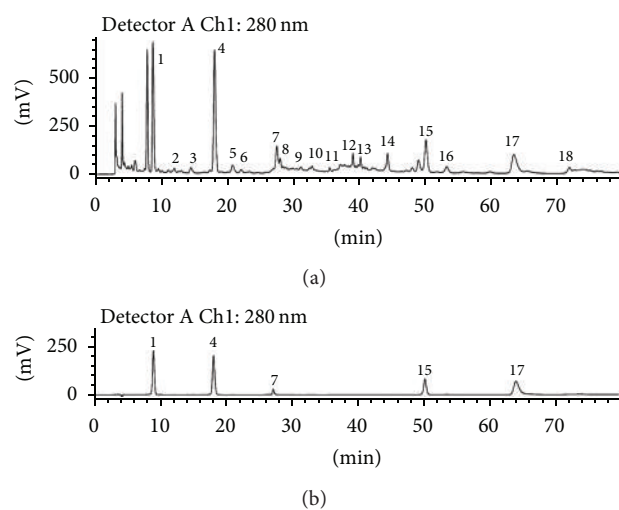 Detector A Ch1: 280 nm
(mV)
500
250
0
1 2 3 4 5 6 7 8 9 10 11 12 13 14 15 16 17 18
0 10 20 30 40 50 60 70
(min)
(a)
Detector A Ch1: 280 nm
(mV)
250
0
1 4 7 15 17
0 10 20 30 40 50 60 70
(min)
(b)